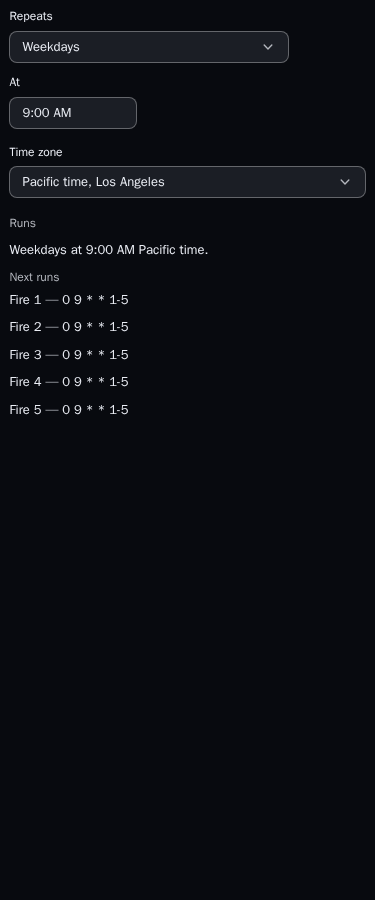 Repeats
Weekdays
At
9:00 AM
Time zone
Pacific time, Los Angeles
Runs
Weekdays at 9:00 AM Pacific time.
Next runs
Fire 1 — 0 9 * * 1-5
Fire 2 — 0 9 * * 1-5
Fire 3 — 0 9 * * 1-5
Fire 4 — 0 9 * * 1-5
Fire 5 — 0 9 * * 1-5